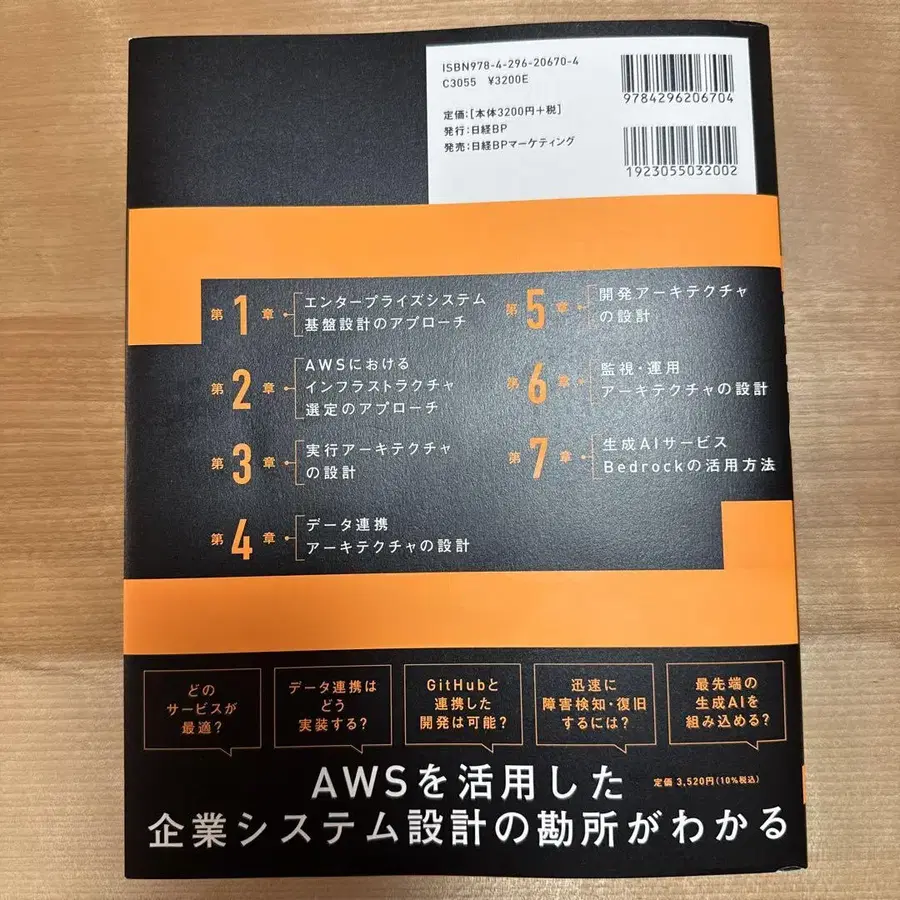 ISBN978-4-296-20670-4
C3055 ¥3200E
定価:[本体3200円+税]
発行:日経BP
発売:日経BPマーケティング
9784296206704
1923055032002
第1章
エンタープライズシステム
基盤設計のアプローチ
第2章
AWSにおける
インフラストラクチャ
選定のアプローチ
第3章
実行アーキテクチャ
の設計
第4章
データ連携
アーキテクチャの設計
第5章
開発アーキテクチャ
の設計
第6章
監視・運用
アーキテクチャの設計
第7章
生成AIサービス
Bedrockの活用方法
どの
サービスが
最適?
データ連携は
どう
実装する?
GitHubと
連携した
開発は可能?
迅速に
障害検知・復旧
するには?
最先端の
生成AIを
組み込める?
AWSを活用した
定価 3,520円(10%税込)
企業システム設計の勘所がわかる